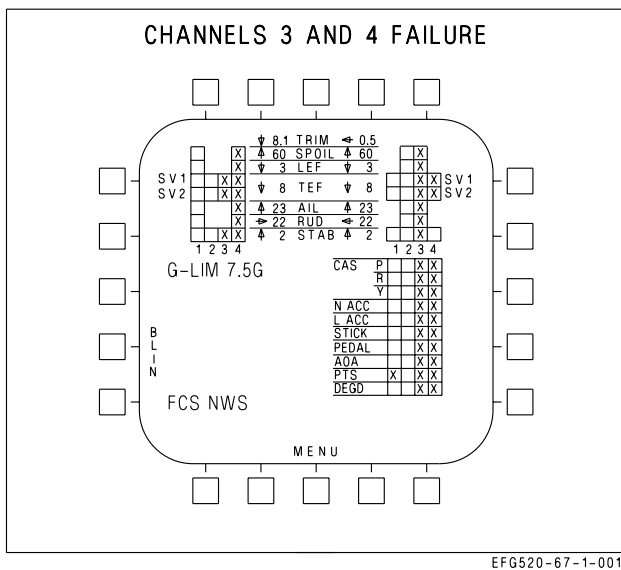 CHANNELS 3 AND 4 FAILURE
↓ 8.1 TRIM ← 0.5
X ↑ 60 SPOIL ↑ 60 X
X ↓ 3 LEF ↓ 3 X
SV1 X X ↓ 8 TEF ↓ 8 X X SV1
SV2 X X X X SV2
X ↑ 23 AIL ↑ 23 X
X → 22 RUD ← 22 X
X X ↑ 2 STAB ↑ 2 X
1 2 3 4 1 2 3 4
G-LIM 7.5G
CAS P X X
R X X
Y X X
N ACC X X
L ACC X X
STICK X X
PEDAL X X
AOA X X
PTS X X X
DEGD X X
BLIN
FCS NWS
MENU
EFG520-67-1-001